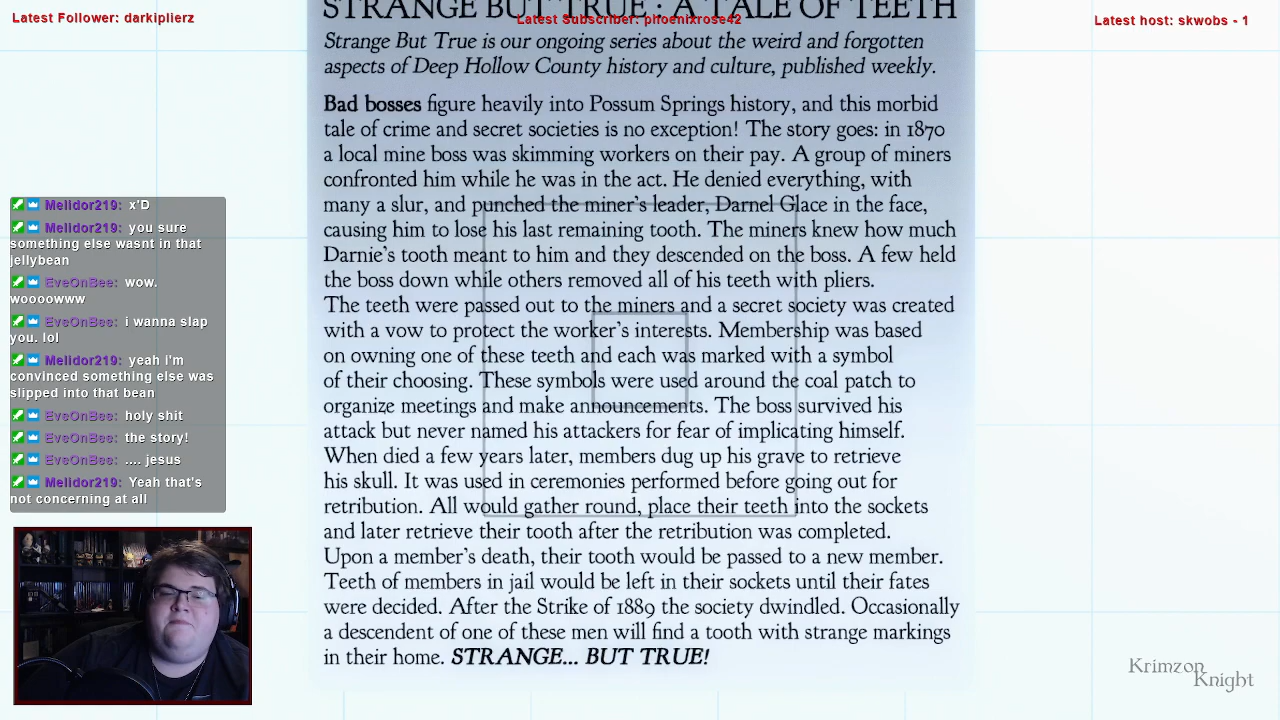 STRANGE BUT TRUE : A TALE OF TEETH
Latest Follower: darkiplierz
Latest Subscriber: phoenixrose42
Latest host: skwobs - 1
Strange But True is our ongoing series about the weird and forgotten
aspects of Deep Hollow County history and culture, published weekly.
Bad bosses figure heavily into Possum Springs history, and this morbid
tale of crime and secret societies is no exception! The story goes: in 1870
a local mine boss was skimming workers on their pay. A group of miners
confronted him while he was in the act. He denied everything, with
many a slur, and punched the miner's leader, Darnel Glace in the face,
causing him to lose his last remaining tooth. The miners knew how much
Darnie's tooth meant to him and they descended on the boss. A few held
the boss down while others removed all of his teeth with pliers.
The teeth were passed out to the miners and a secret society was created
with a vow to protect the worker's interests. Membership was based
on owning one of these teeth and each was marked with a symbol
of their choosing. These symbols were used around the coal patch to
organize meetings and make announcements. The boss survived his
attack but never named his attackers for fear of implicating himself.
When died a few years later, members dug up his grave to retrieve
his skull. It was used in ceremonies performed before going out for
retribution. All would gather round, place their teeth into the sockets
and later retrieve their tooth after the retribution was completed.
Upon a member's death, their tooth would be passed to a new member.
Teeth of members in jail would be left in their sockets until their fates
were decided. After the Strike of 1889 the society dwindled. Occasionally
a descendent of one of these men will find a tooth with strange markings
in their home. STRANGE... BUT TRUE!
Melidor219: x'D
Melidor219: you sure
something else wasnt in that
jellybean
EveOnBee: wow.
woooowww
EveOnBee: i wanna slap
you. lol
Melidor219: yeah i'm
convinced something else was
slipped into that bean
EveOnBee: holy shit
EveOnBee: the story!
EveOnBee: .... jesus
Melidor219: Yeah that's
not concerning at all
Krimzon
Knight